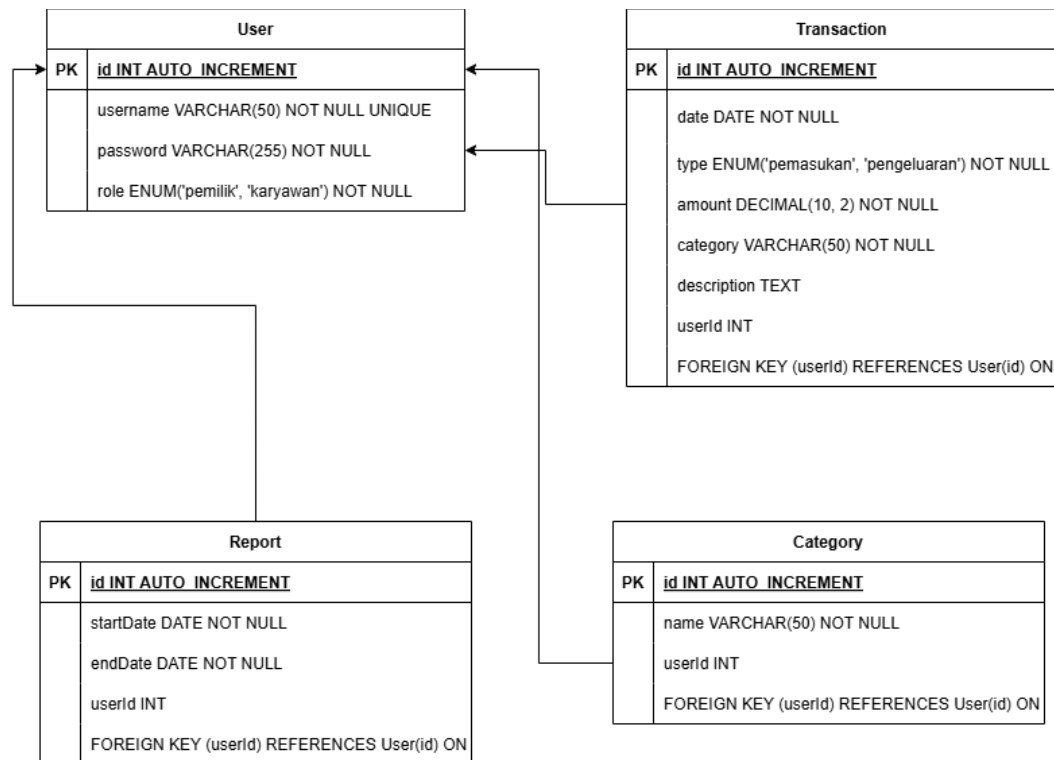 User
PK id INT AUTO_INCREMENT
username VARCHAR(50) NOT NULL UNIQUE
password VARCHAR(255) NOT NULL
role ENUM('pemilik', 'karyawan') NOT NULL
Transaction
PK id INT AUTO_INCREMENT
date DATE NOT NULL
type ENUM('pemasukan', 'pengeluaran') NOT NULL
amount DECIMAL(10, 2) NOT NULL
category VARCHAR(50) NOT NULL
description TEXT
userId INT
FOREIGN KEY (userId) REFERENCES User(id) ON
Report
PK id INT AUTO_INCREMENT
startDate DATE NOT NULL
endDate DATE NOT NULL
userId INT
FOREIGN KEY (userId) REFERENCES User(id) ON
Category
PK id INT AUTO_INCREMENT
name VARCHAR(50) NOT NULL
userId INT
FOREIGN KEY (userId) REFERENCES User(id) ON